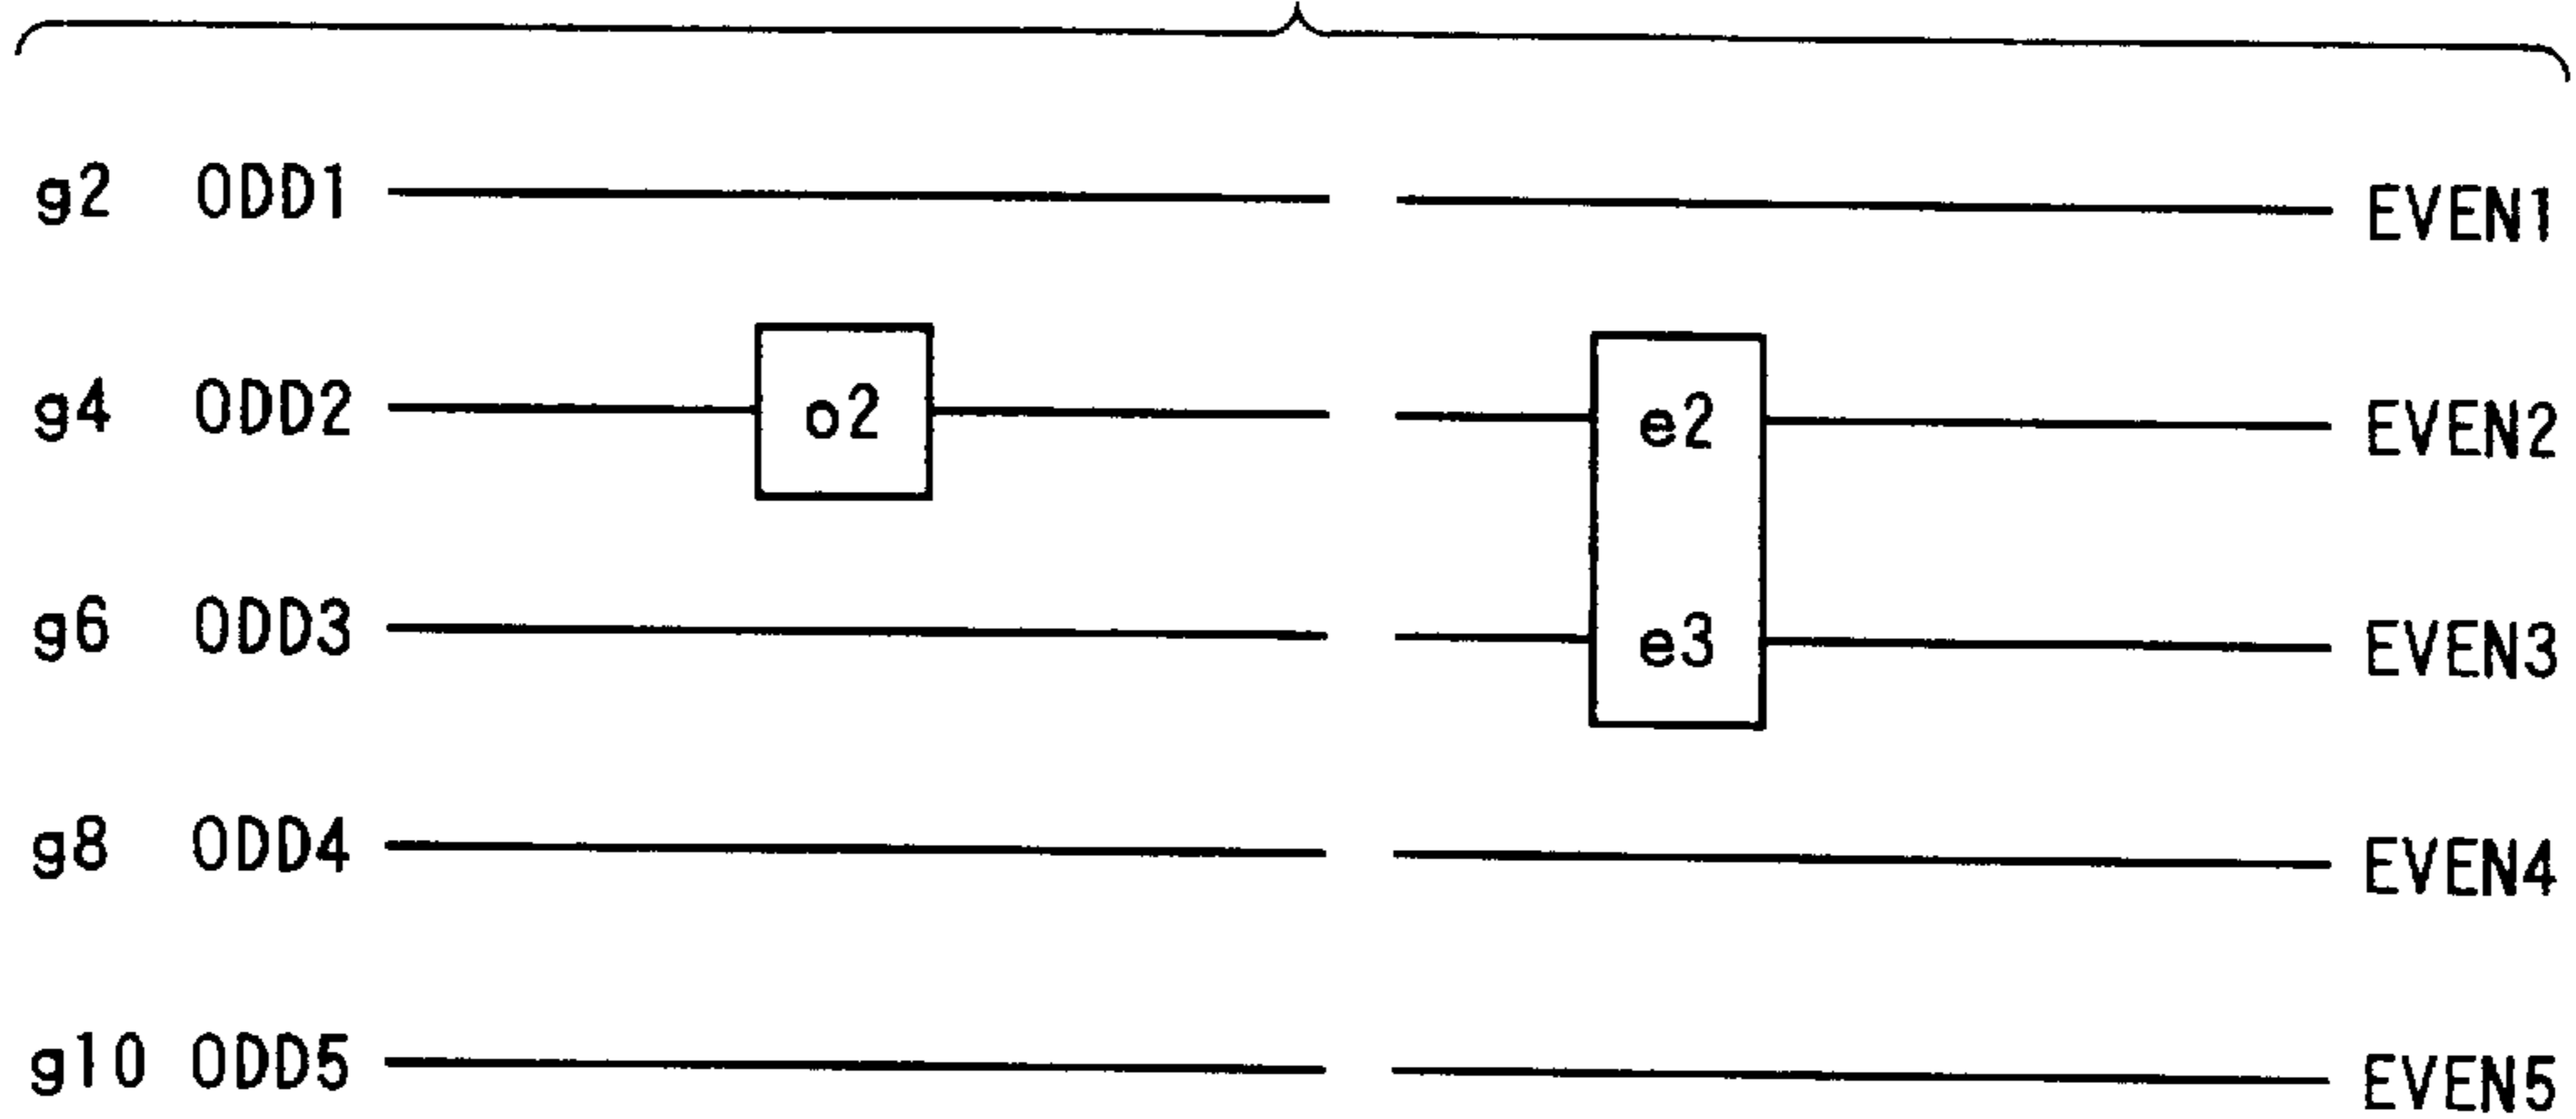 g2 ODD1 EVEN1
g4 ODD2 o2 e2 EVEN2
g6 ODD3 e3 EVEN3
g8 ODD4 EVEN4
g10 ODD5 EVEN5